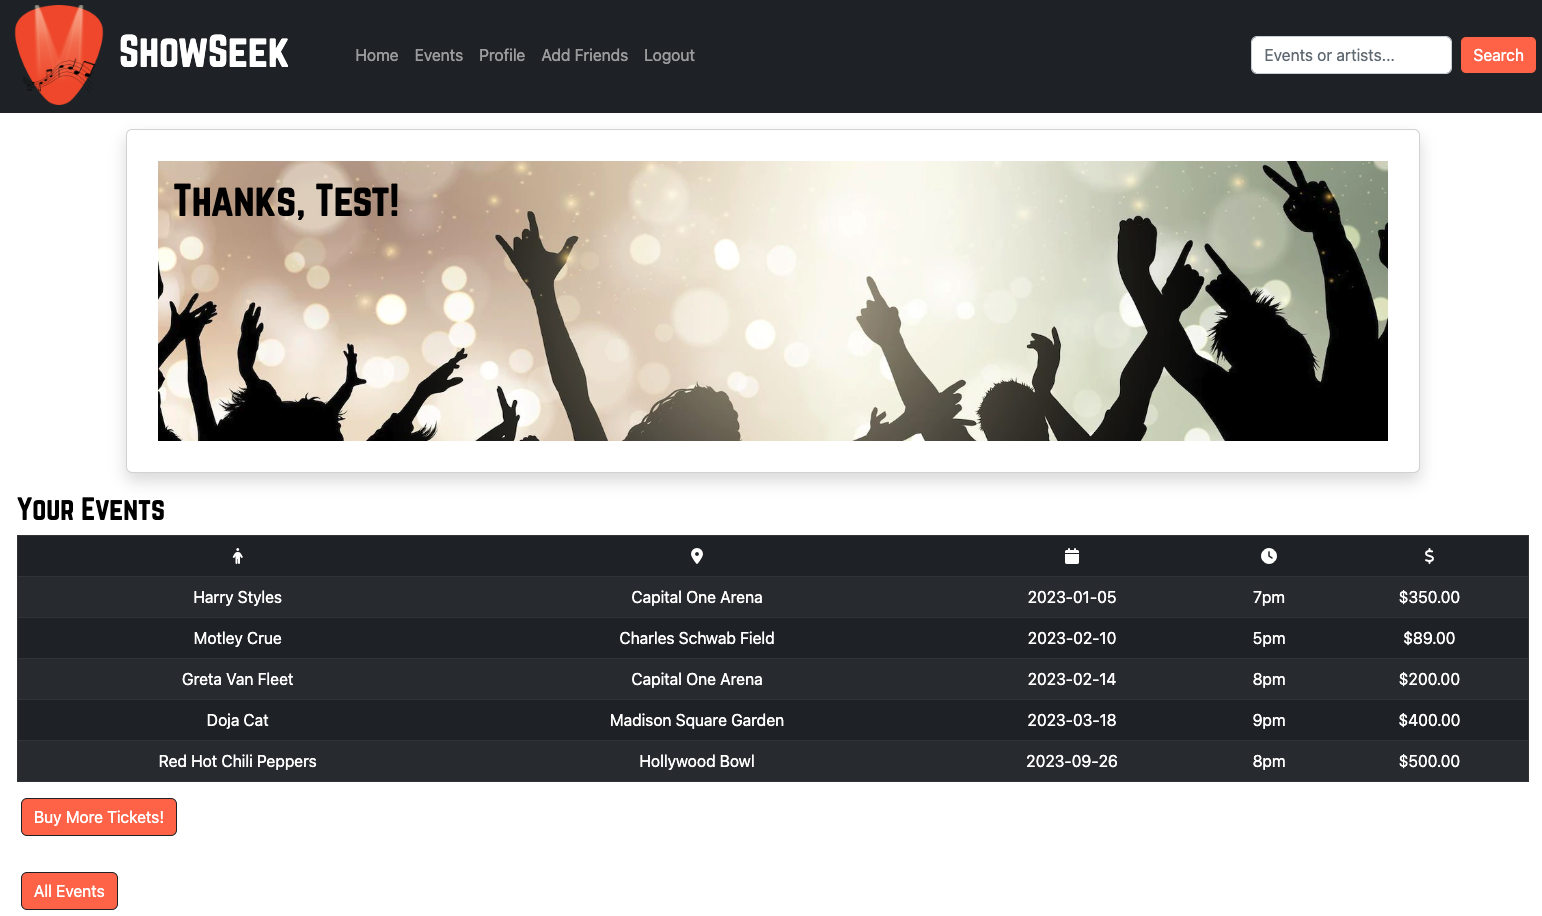 SHOWSEEK
Home Events Profile Add Friends Logout
Events or artists...
Search
THANKS, TEST!
YOUR EVENTS
$
Harry Styles Capital One Arena 2023-01-05 7pm $350.00
Motley Crue Charles Schwab Field 2023-02-10 5pm $89.00
Greta Van Fleet Capital One Arena 2023-02-14 8pm $200.00
Doja Cat Madison Square Garden 2023-03-18 9pm $400.00
Red Hot Chili Peppers Hollywood Bowl 2023-09-26 8pm $500.00
Buy More Tickets!
All Events